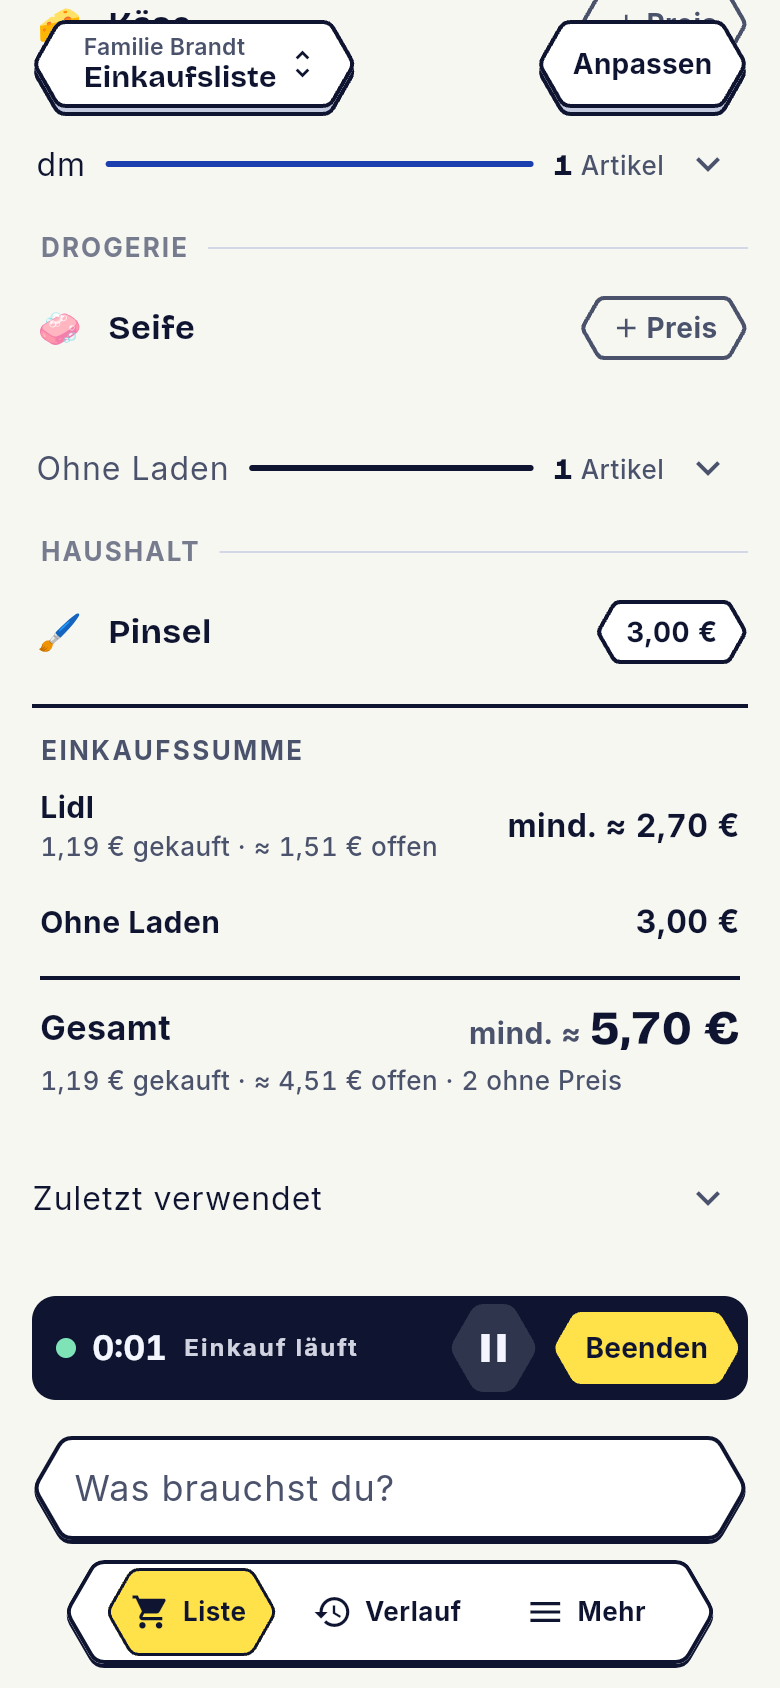 Käse
+ Preis
Familie Brandt
Einkaufsliste
Anpassen
dm
1 Artikel
DROGERIE
Seife
+ Preis
Ohne Laden
1 Artikel
HAUSHALT
Pinsel
3,00 €
EINKAUFSSUMME
Lidl
mind. ≈ 2,70 €
1,19 € gekauft · ≈ 1,51 € offen
Ohne Laden
3,00 €
Gesamt
mind. ≈ 5,70 €
1,19 € gekauft · ≈ 4,51 € offen · 2 ohne Preis
Zuletzt verwendet
0:01 Einkauf läuft
Beenden
Was brauchst du?
Liste
Verlauf
Mehr